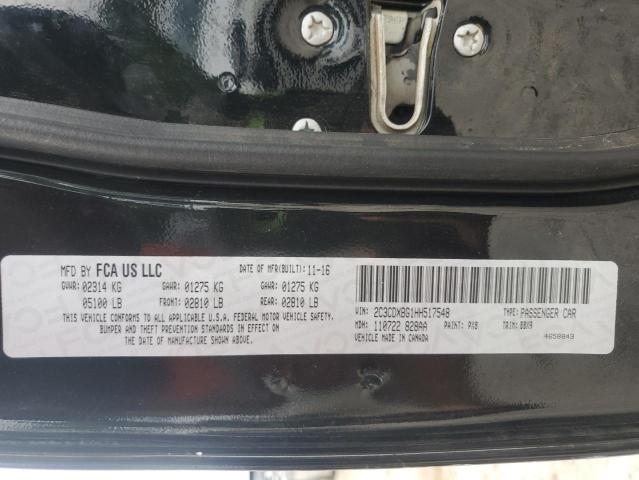 MFD BY FCA US LLC DATE OF MFR(BUILT): 11-16
GVWR: 02314 KG GAWR: 01275 KG GAWR: 01275 KG
05100 LB FRONT: 02810 LB REAR: 02810 LB
THIS VEHICLE CONFORMS TO ALL APPLICABLE U.S.A. FEDERAL MOTOR VEHICLE SAFETY,
BUMPER AND THEFT PREVENTION STANDARDS IN EFFECT ON THE
DATE OF MANUFACTURE SHOWN ABOVE.
VIN: 2C3CDXBG1HH517548 TYPE: PASSENGER CAR
MDH: 110722 828AA PAINT: PX8 TRIM: BBX9
VEHICLE MADE IN CANADA 4658843